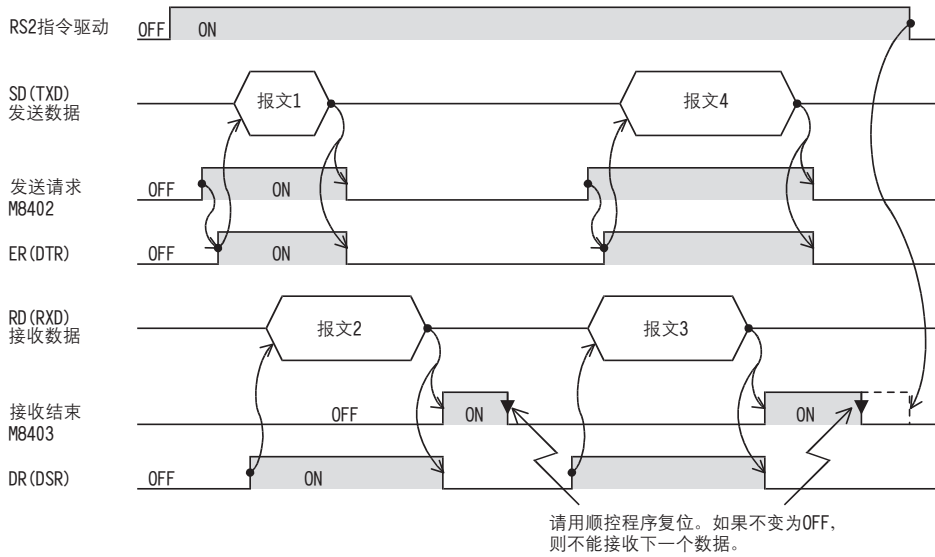 RS2指令驱动 OFF ON
SD(TXD)
发送数据
报文1 报文4
发送请求
M8402
OFF ON
ER(DTR) OFF ON
RD(RXD)
接收数据
报文2 报文3
接收结束
M8403
OFF ON ON
DR(DSR) OFF ON
请用顺控程序复位。如果不变为OFF，
则不能接收下一个数据。